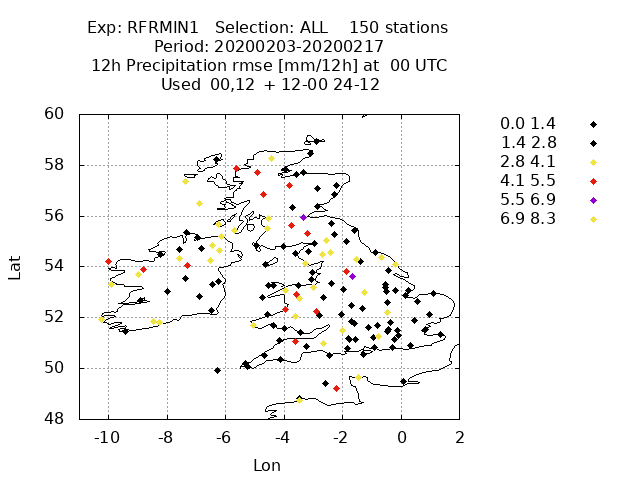 Exp: RFRMIN1 Selection: ALL 150 stations
Period: 20200203-20200217
12h Precipitation rmse [mm/12h] at 00 UTC
Used 00,12 + 12-00 24-12
60
58
56
54
52
50
48
Lat
-10 -8 -6 -4 -2 0 2
Lon
0.0 1.4
1.4 2.8
2.8 4.1
4.1 5.5
5.5 6.9
6.9 8.3